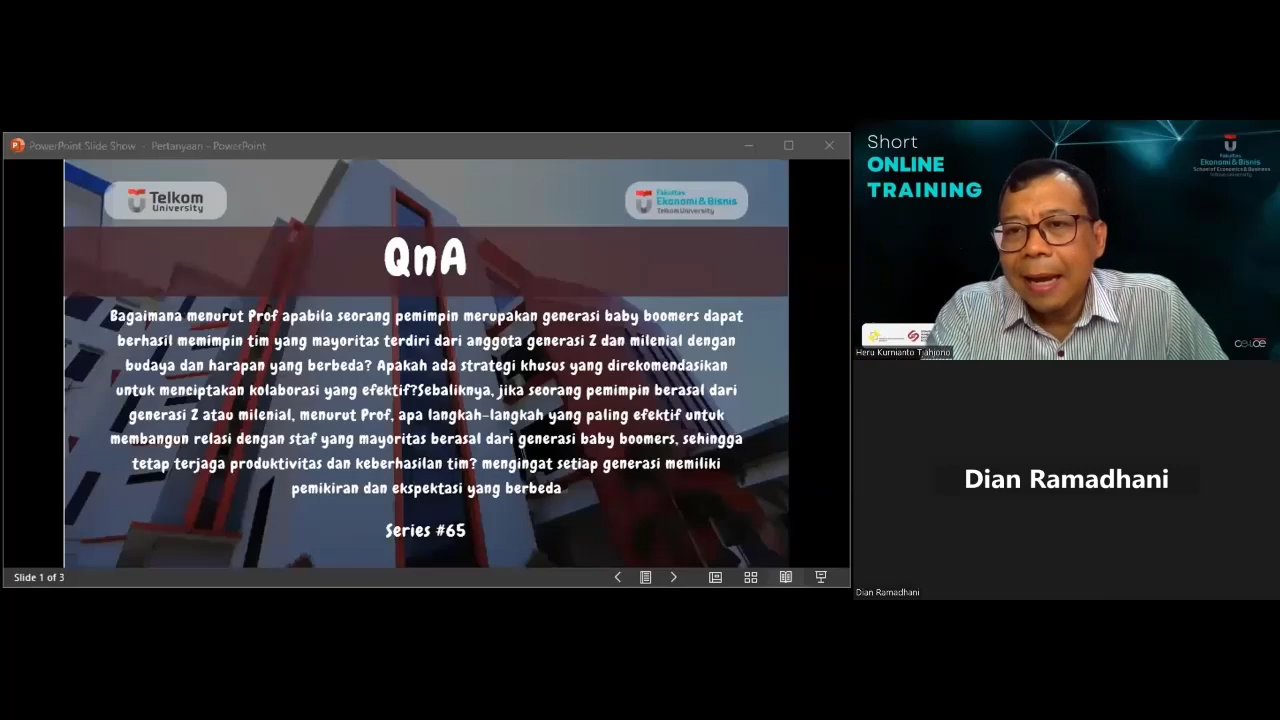 PowerPoint Slide Show - Pertanyaan - PowerPoint
Telkom
University
Fakultas
Ekonomi & Bisnis
Telkom University
QnA
Bagaimana menurut Prof apabila seorang pemimpin merupakan generasi baby boomers dapat
berhasil memimpin tim yang mayoritas terdiri dari anggota generasi Z dan milenial dengan
budaya dan harapan yang berbeda? Apakah ada strategi khusus yang direkomendasikan
untuk menciptakan kolaborasi yang efektif?Sebaliknya, jika seorang pemimpin berasal dari
generasi Z atau milenial, menurut Prof, apa langkah-langkah yang paling efektif untuk
membangun relasi dengan staf yang mayoritas berasal dari generasi baby boomers, sehingga
tetap terjaga produktivitas dan keberhasilan tim? mengingat setiap generasi memiliki
pemikiran dan ekspektasi yang berbeda
Series #65
Slide 1 of 3
Short
ONLINE
TRAINING
Fakultas
Ekonomi & Bisnis
School of Economics & Business
Telkom University
Heru Kurnianto Tjahjono
Dian Ramadhani
Dian Ramadhani